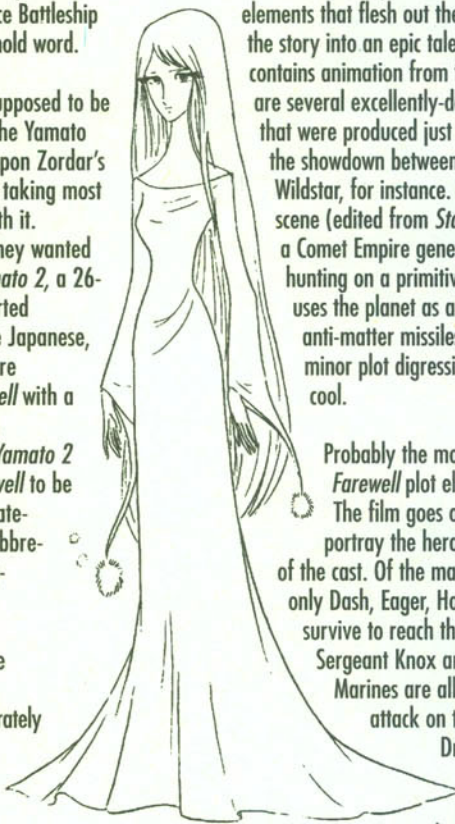 ce Battleship
hold word.
upposed to be
he Yamato
pon Zordar's
taking most
th it.
hey wanted
ato 2, a 26-
rted
Japanese,
re
ell with a
Yamato 2
well to be
ate-
bbre-
-
e
rately
elements that flesh out the
the story into an epic tale
contains animation from
are several excellently-d
that were produced just
the showdown between
Wildstar, for instance.
scene (edited from Sta
a Comet Empire gene
hunting on a primitiv
uses the planet as a
anti-matter missiles
minor plot digressi
cool.
Probably the mo
Farewell plot el
The film goes o
portray the herc
of the cast. Of the ma
only Dash, Eager, Ho
survive to reach th
Sergeant Knox a
Marines are all
attack on t
Dr